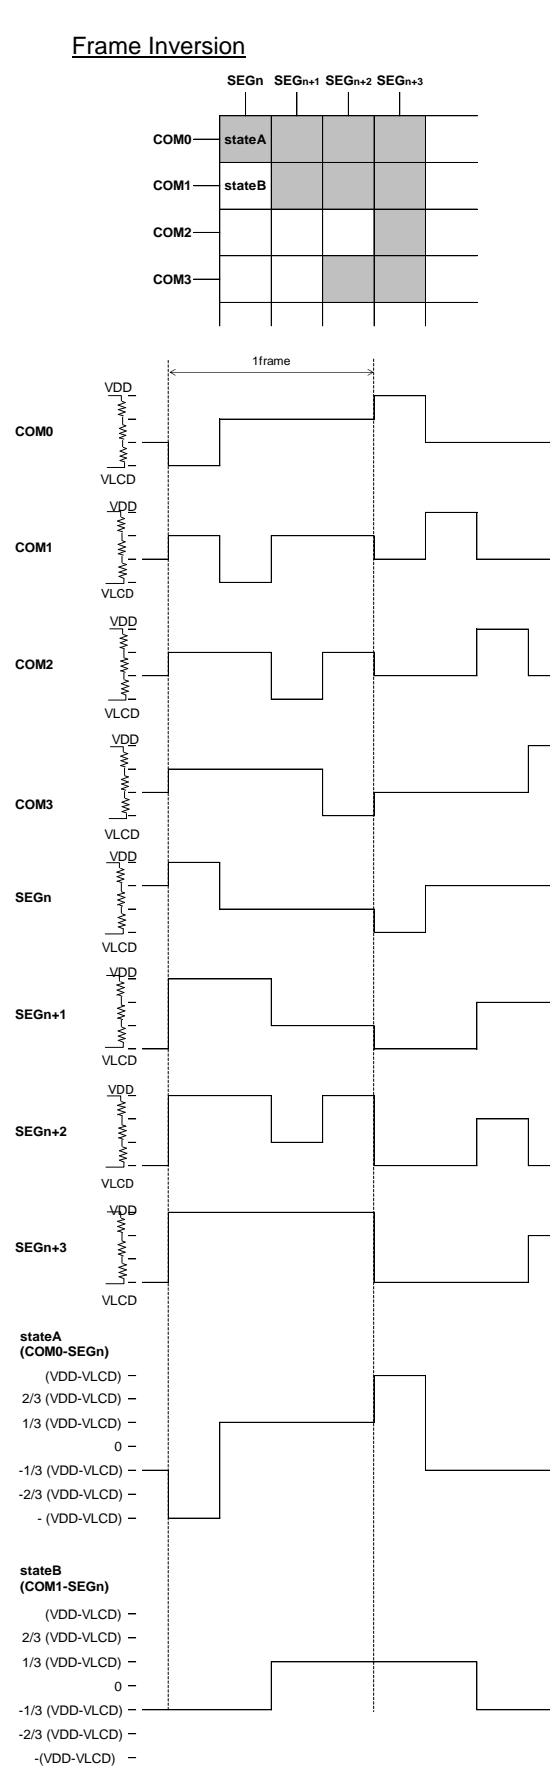 Frame Inversion
SEGn SEGn+1 SEGn+2 SEGn+3
COM0 stateA
COM1 stateB
COM2
COM3
1frame
VDD
COM0
VLCD
VDD
COM1
VLCD
VDD
COM2
VLCD
VDD
COM3
VLCD
VDD
SEGn
VLCD
VDD
SEGn+1
VLCD
VDD
SEGn+2
VLCD
VDD
SEGn+3
VLCD
stateA
(COM0-SEGn)
(VDD-VLCD)
2/3 (VDD-VLCD)
1/3 (VDD-VLCD)
0
-1/3 (VDD-VLCD)
-2/3 (VDD-VLCD)
- (VDD-VLCD)
stateB
(COM1-SEGn)
(VDD-VLCD)
2/3 (VDD-VLCD)
1/3 (VDD-VLCD)
0
-1/3 (VDD-VLCD)
-2/3 (VDD-VLCD)
-(VDD-VLCD)